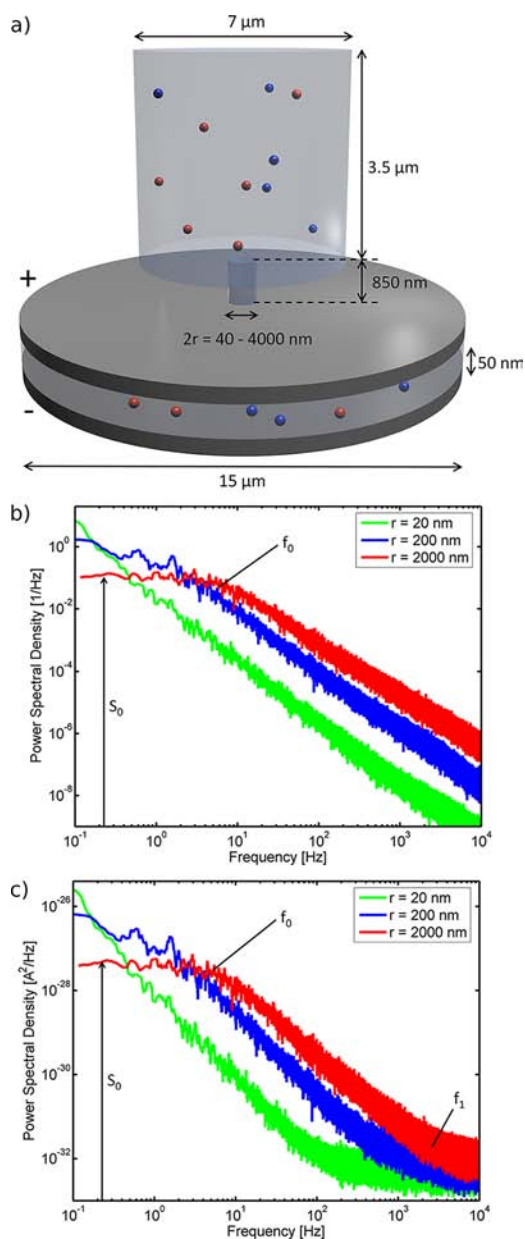 a)
7 μm
3.5 μm
850 nm
+
2r = 40 - 4000 nm
50 nm
-
15 μm
b)
r = 20 nm
r = 200 nm
r = 2000 nm
f0
S0
Power Spectral Density [1/Hz]
10^0
10^-2
10^-4
10^-6
10^-8
10^-1 10^0 10^1 10^2 10^3 10^4
Frequency [Hz]
c)
r = 20 nm
r = 200 nm
r = 2000 nm
f0
f1
S0
Power Spectral Density [A^2/Hz]
10^-26
10^-28
10^-30
10^-32
10^-1 10^0 10^1 10^2 10^3 10^4
Frequency [Hz]